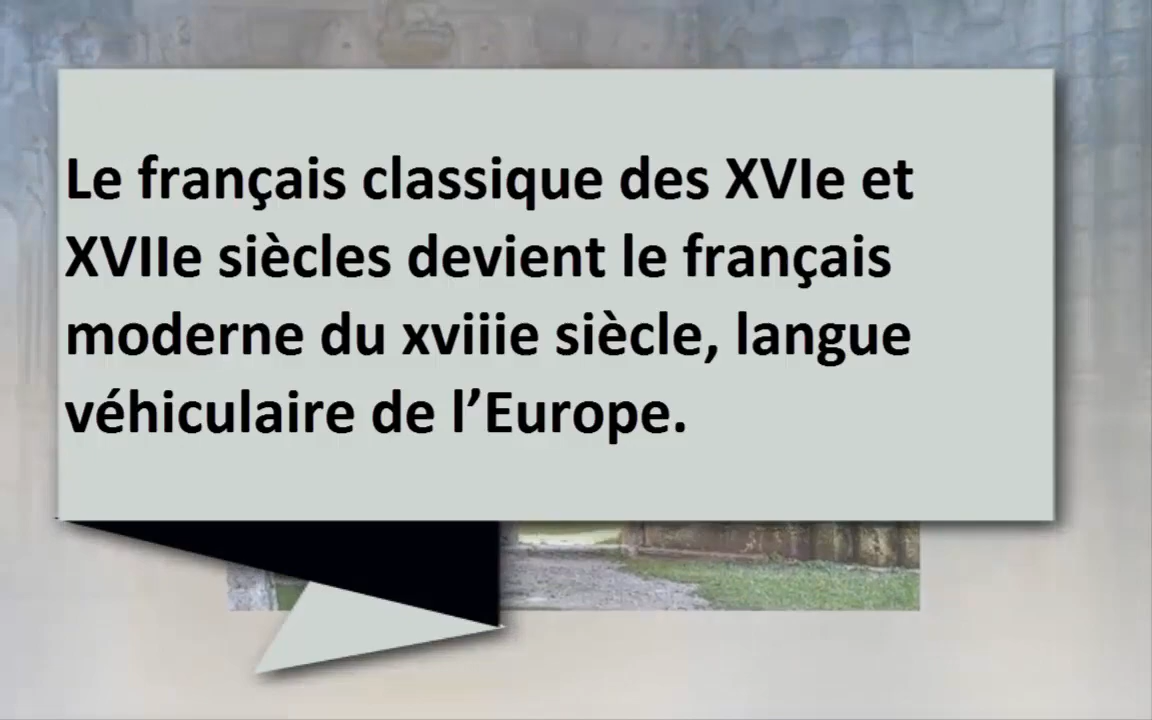 Le français classique des XVIe et
XVIIe siècles devient le français
moderne du xviiie siècle, langue
véhiculaire de l’Europe.